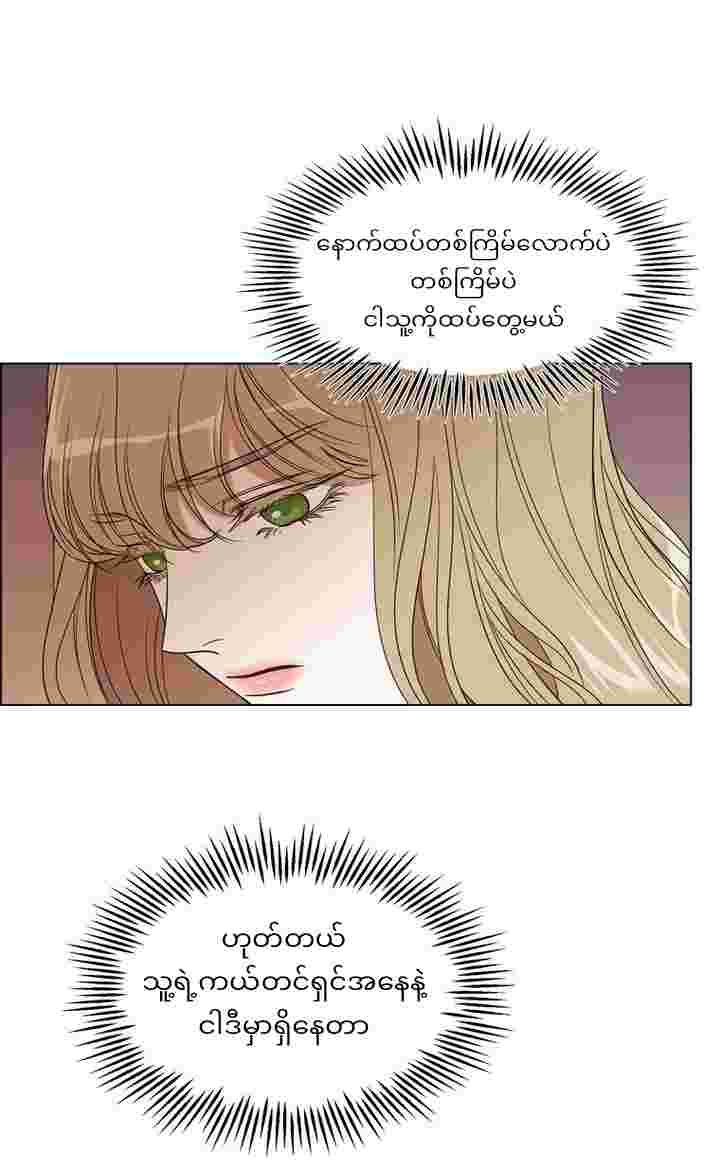 နောက်ထပ်တစ်ကြိမ်လောက်ပဲ
တစ်ကြိမ်ပဲ
ငါသူ့ကိုထပ်တွေ့မယ်
ဟုတ်တယ်
သူ့ရဲ့ကယ်တင်ရှင်အနေနဲ့
ငါဒီမှာရှိနေတာ